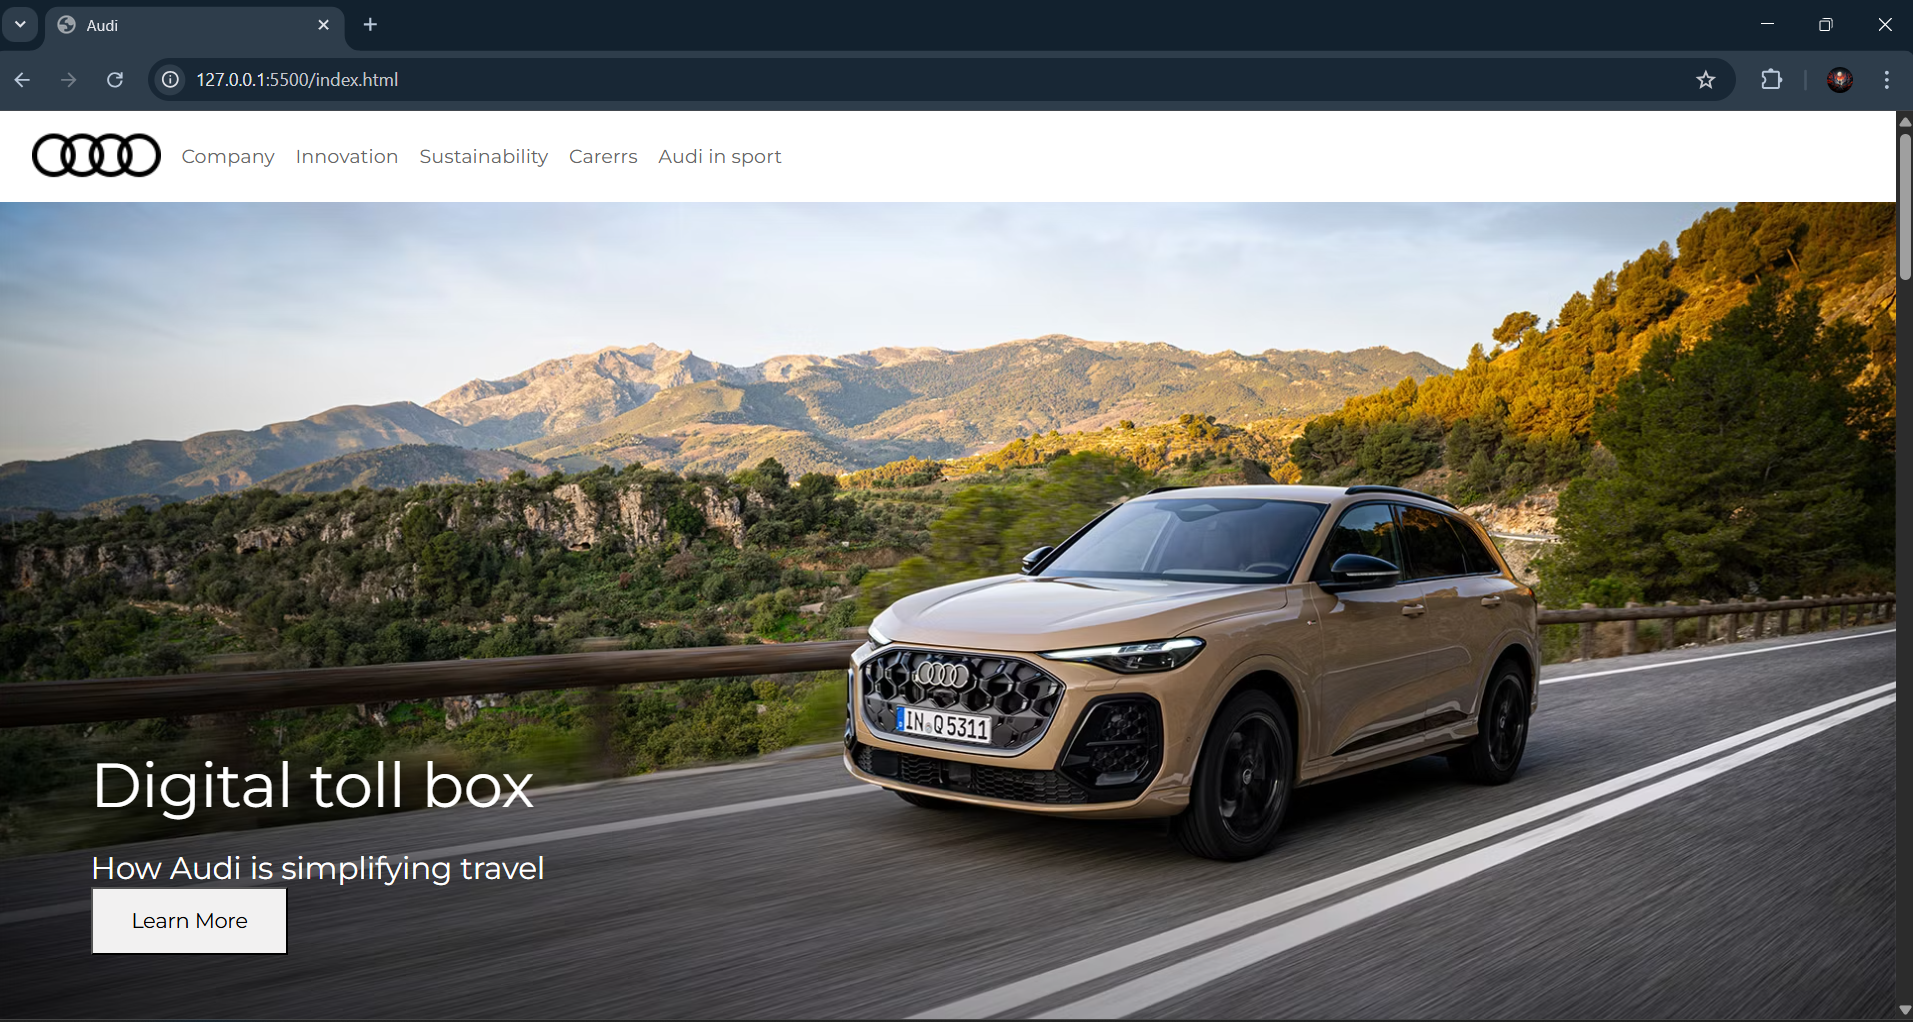 Audi
127.0.0.1:5500/index.html
Company Innovation Sustainability Carerrs Audi in sport
IN Q 5311
Digital toll box
How Audi is simplifying travel
Learn More